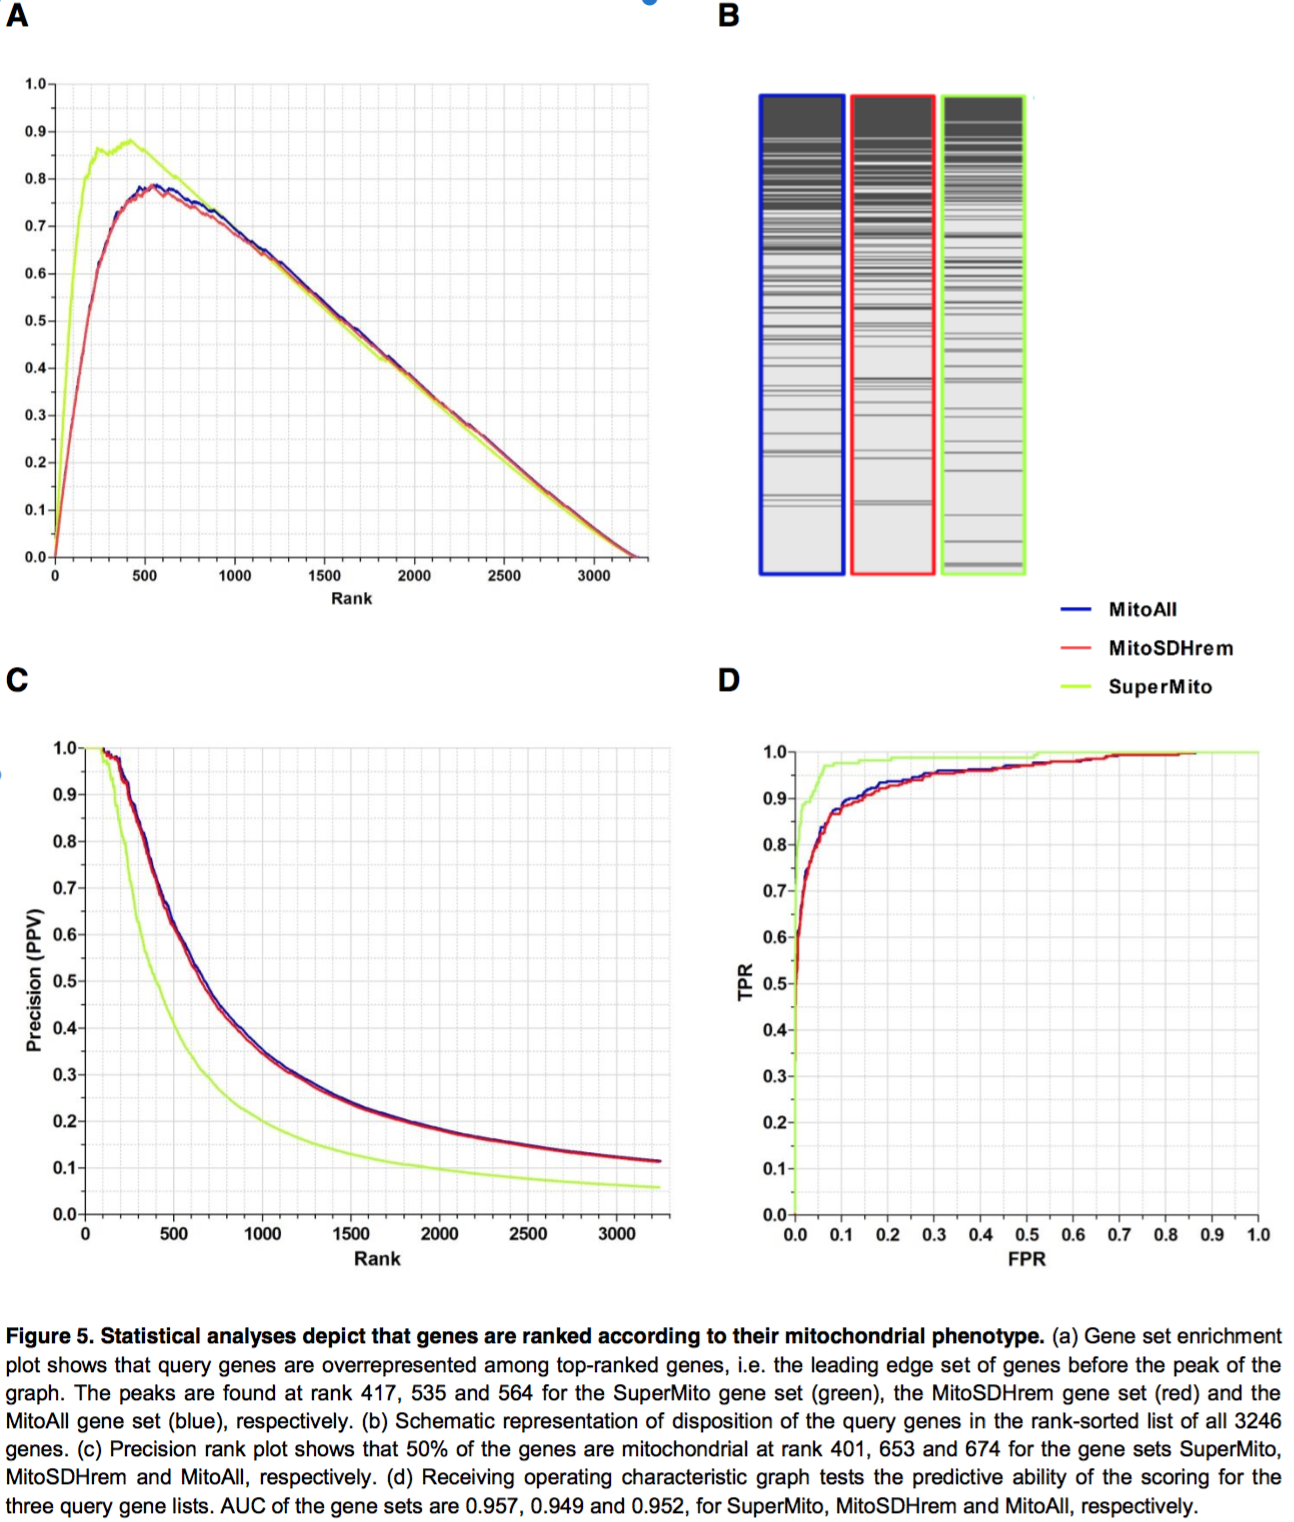 A
B
1.0
0.9
0.8
0.7
0.6
0.5
0.4
0.3
0.2
0.1
0.0
0 500 1000 1500 2000 2500 3000
Rank
MitoAll
MitoSDHrem
SuperMito
C
D
1.0
0.9
0.8
0.7
0.6
0.5
0.4
0.3
0.2
0.1
0.0
Precision (PPV)
0 500 1000 1500 2000 2500 3000
Rank
1.0
0.9
0.8
0.7
0.6
0.5
0.4
0.3
0.2
0.1
0.0
TPR
0.0 0.1 0.2 0.3 0.4 0.5 0.6 0.7 0.8 0.9 1.0
FPR
Figure 5. Statistical analyses depict that genes are ranked according to their mitochondrial phenotype. (a) Gene set enrichment
plot shows that query genes are overrepresented among top-ranked genes, i.e. the leading edge set of genes before the peak of the
graph. The peaks are found at rank 417, 535 and 564 for the SuperMito gene set (green), the MitoSDHrem gene set (red) and the
MitoAll gene set (blue), respectively. (b) Schematic representation of disposition of the query genes in the rank-sorted list of all 3246
genes. (c) Precision rank plot shows that 50% of the genes are mitochondrial at rank 401, 653 and 674 for the gene sets SuperMito,
MitoSDHrem and MitoAll, respectively. (d) Receiving operating characteristic graph tests the predictive ability of the scoring for the
three query gene lists. AUC of the gene sets are 0.957, 0.949 and 0.952, for SuperMito, MitoSDHrem and MitoAll, respectively.